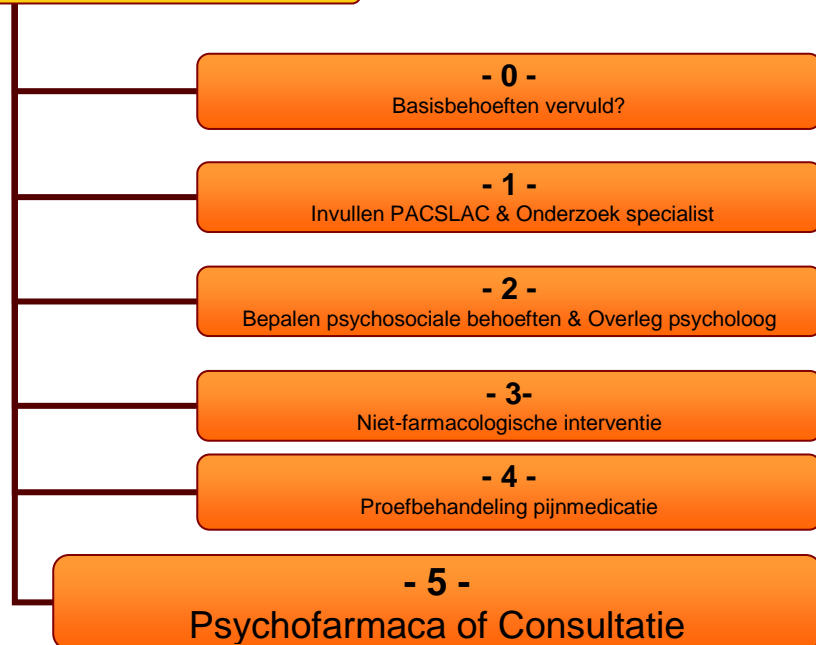 - 0 -
Basisbehoeften vervuld?
- 1 -
Invullen PACSLAC & Onderzoek specialist
- 2 -
Bepalen psychosociale behoeften & Overleg psycholoog
- 3-
Niet-farmacologische interventie
- 4 -
Proefbehandeling pijnmedicatie
- 5 -
Psychofarmaca of Consultatie